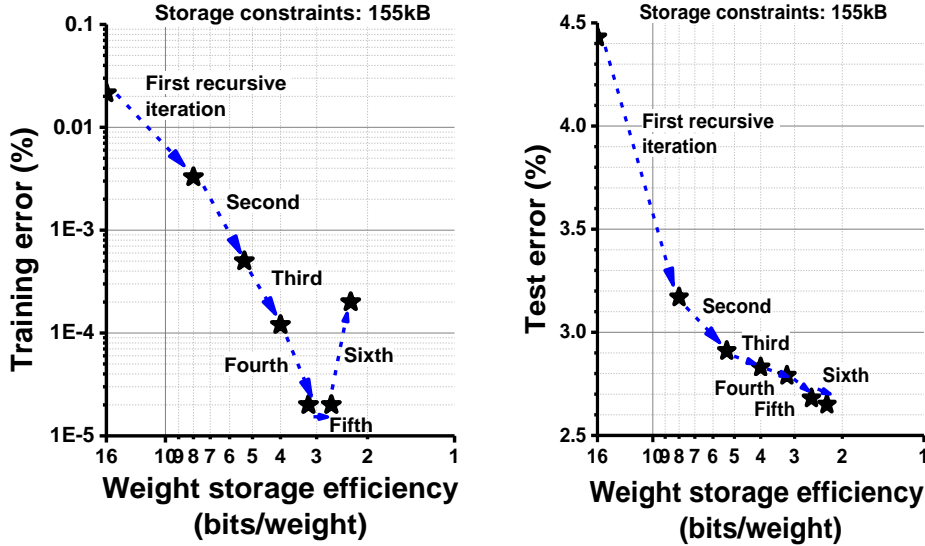 Storage constraints: 155kB
0.1
0.01
1E-3
1E-4
1E-5
Training error (%)
First recursive
iteration
Second
Third
Fourth
Fifth
Sixth
16 10 9 8 7 6 5 4 3 2 1
Weight storage efficiency
(bits/weight)
Storage constraints: 155kB
4.5
4.0
3.5
3.0
2.5
Test error (%)
First recursive
iteration
Second
Third
Fourth
Fifth
Sixth
16 10 9 8 7 6 5 4 3 2 1
Weight storage efficiency
(bits/weight)